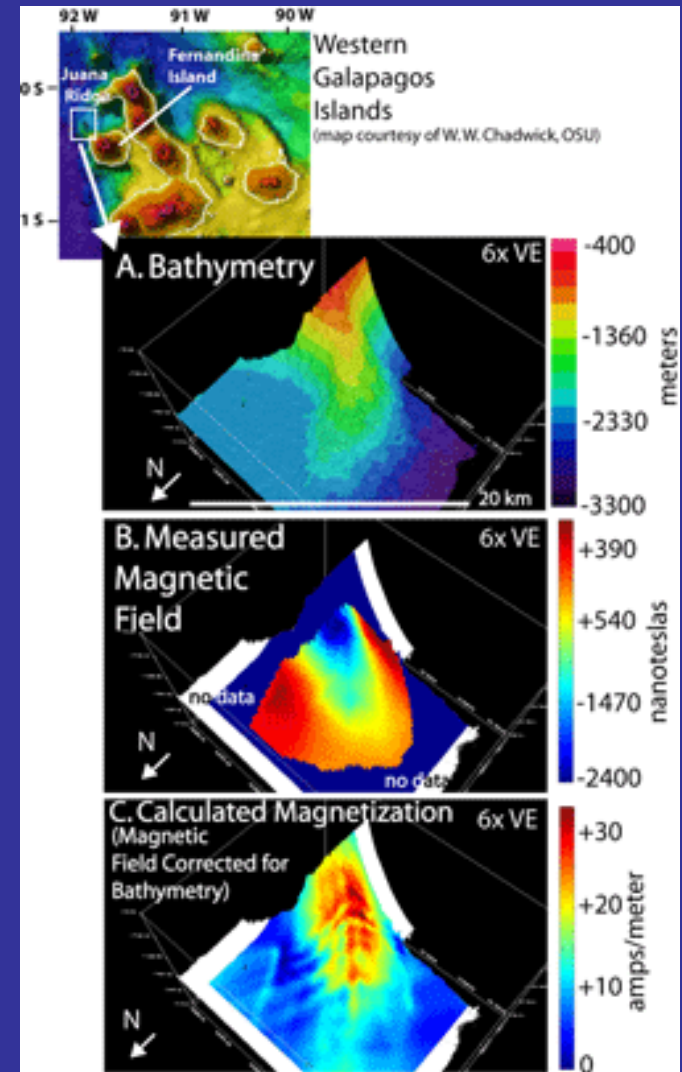 92 W
91 W
90 W
Western
Galapagos
Islands
(map courtesy of W. W. Chadwick, OSU)
Fernandina
Island
Juana
Ridge
0 S
1 S
A. Bathymetry
6x VE
-400
-1360
-2330
-3300
meters
N
20 km
B. Measured
Magnetic
Field
6x VE
+390
+540
-1470
-2400
nanoteslas
no data
N
no data
C. Calculated Magnetization
(Magnetic
Field Corrected for
Bathymetry)
6x VE
+30
+20
+10
0
amps/meter
N